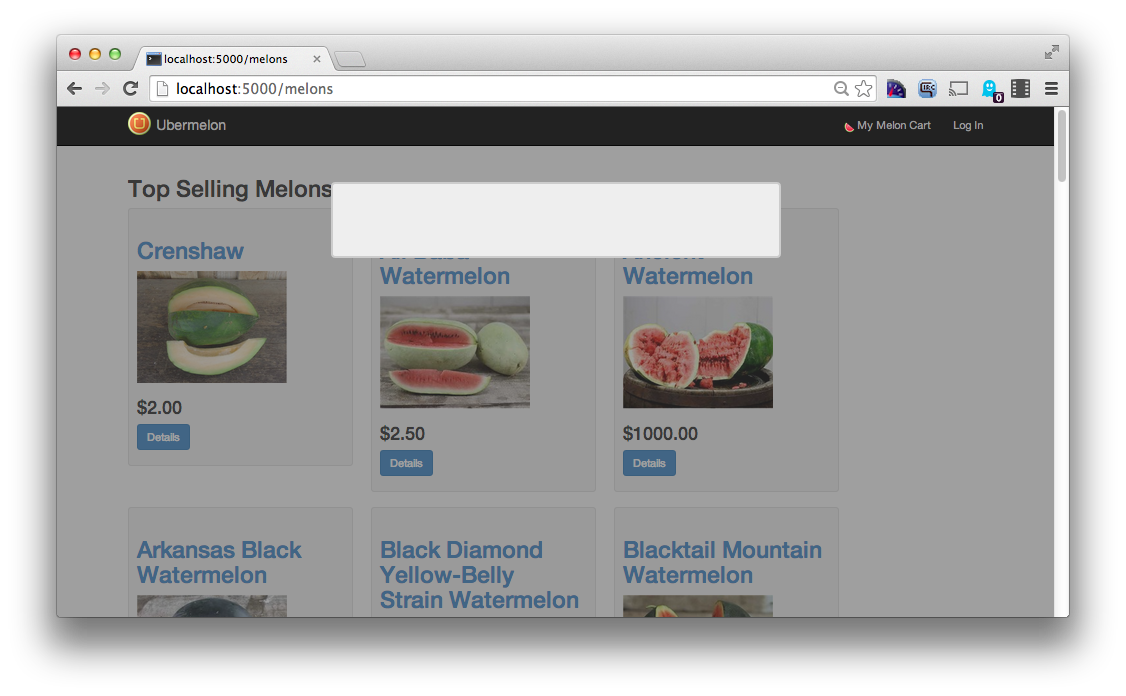 localhost:5000/melons
localhost:5000/melons
REC
0
Ubermelon
My Melon Cart
Log In
Top Selling Melons
Crenshaw
Watermelon
Watermelon
$2.00
Details
$2.50
Details
$1000.00
Details
Arkansas Black
Watermelon
Black Diamond
Yellow-Belly
Strain Watermelon
Blacktail Mountain
Watermelon